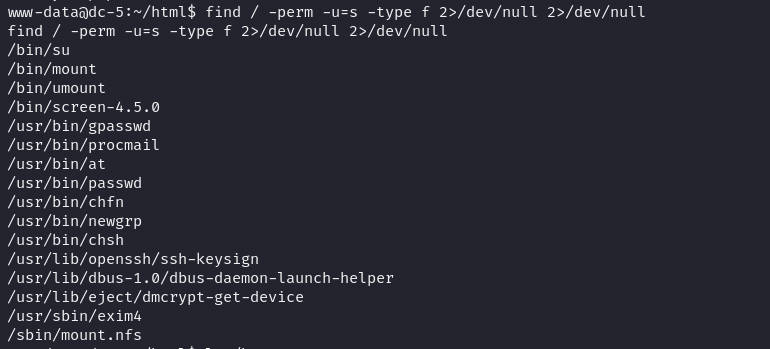 www-data@dc-5:~/html$ find / -perm -u=s -type f 2>/dev/null 2>/dev/null
find / -perm -u=s -type f 2>/dev/null 2>/dev/null
/bin/su
/bin/mount
/bin/umount
/bin/screen-4.5.0
/usr/bin/gpasswd
/usr/bin/procmail
/usr/bin/at
/usr/bin/passwd
/usr/bin/chfn
/usr/bin/newgrp
/usr/bin/chsh
/usr/lib/openssh/ssh-keysign
/usr/lib/dbus-1.0/dbus-daemon-launch-helper
/usr/lib/eject/dmcrypt-get-device
/usr/sbin/exim4
/sbin/mount.nfs